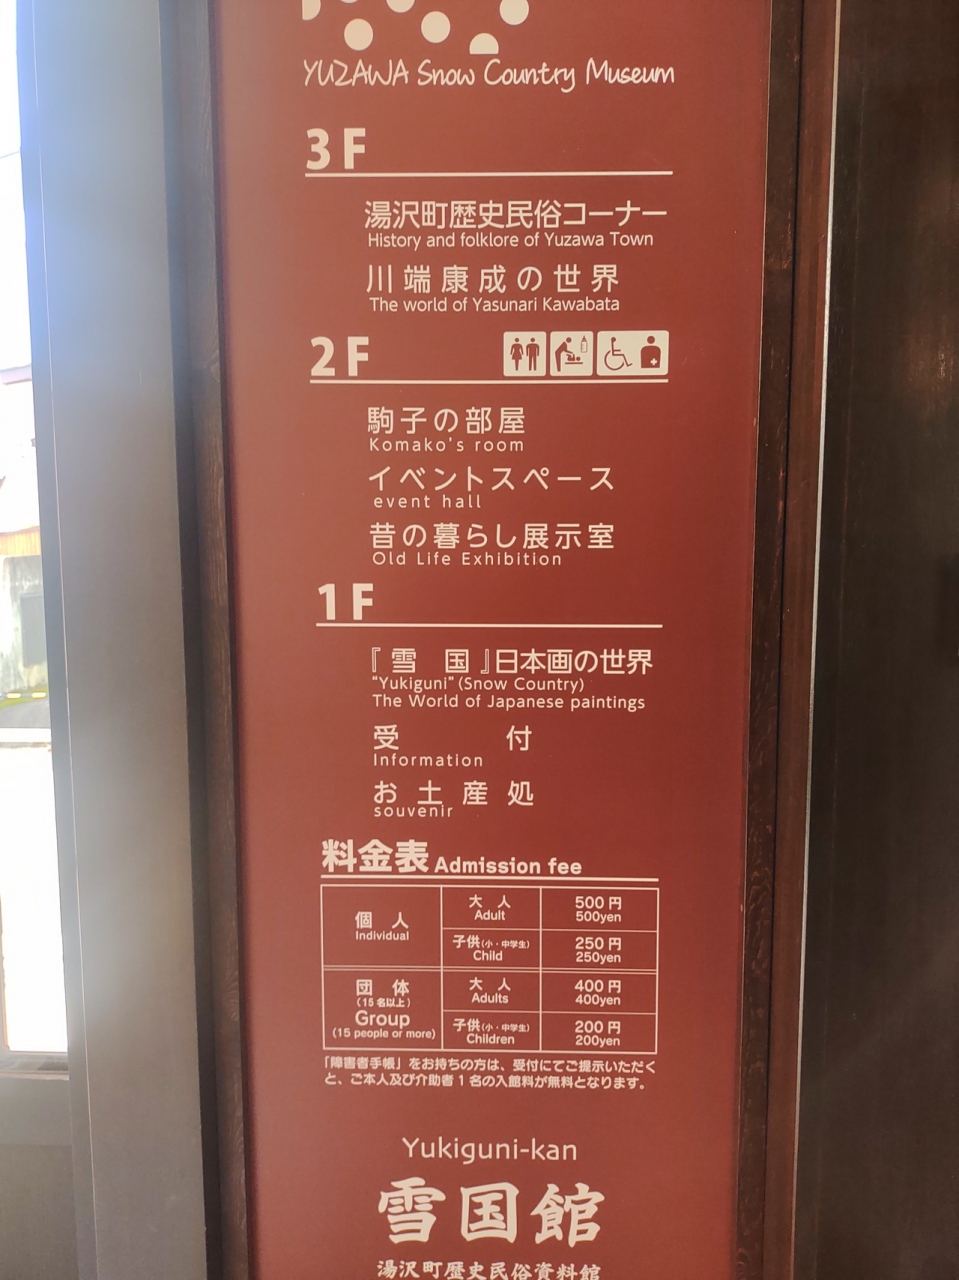 YUZAWA Snow Country Museum
3F
湯沢町歴史民俗コーナー
History and folklore of Yuzawa Town
川端康成の世界
The world of Yasunari Kawabata
2F
駒子の部屋
Komako's room
イベントスペース
event hall
昔の暮らし展示室
Old Life Exhibition
1F
『雪 国』日本画の世界
"Yukiguni" (Snow Country)
The World of Japanese paintings
受 付
Information
お土産処
souvenir
料金表 Admission fee
個 人
Individual
大 人
Adult
500円
500yen
子供(小・中学生)
Child
250円
250yen
団 体
(15名以上)
Group
(15 people or more)
大 人
Adults
400円
400yen
子供(小・中学生)
Children
200円
200yen
「障害者手帳」をお持ちの方は、受付にてご提示いただく
と、ご本人及び介助者1名の入館料が無料となります。
Yukiguni-kan
雪国館
湯沢町歴史民俗資料館